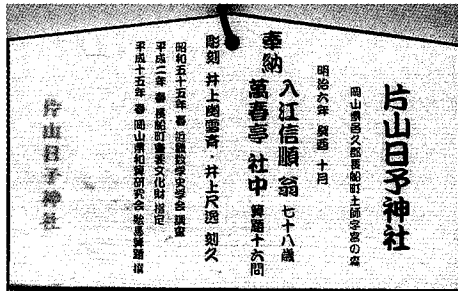 片山日子神社
岡山県邑久郡長船町土師字宮の森
明治六年 癸酉 十月
奉納
入江信順 翁 七十八歳
萬春亭 社中 算題十六問
彫刻 井上幽雲斎・井上尺逸 刻久
昭和五十五年 春 近畿数学史学会 調査
平成二年 春 長船町重要文化財指定
平成十五年 春 岡山県和算研究会 絵馬算題 撰
片山日子神社